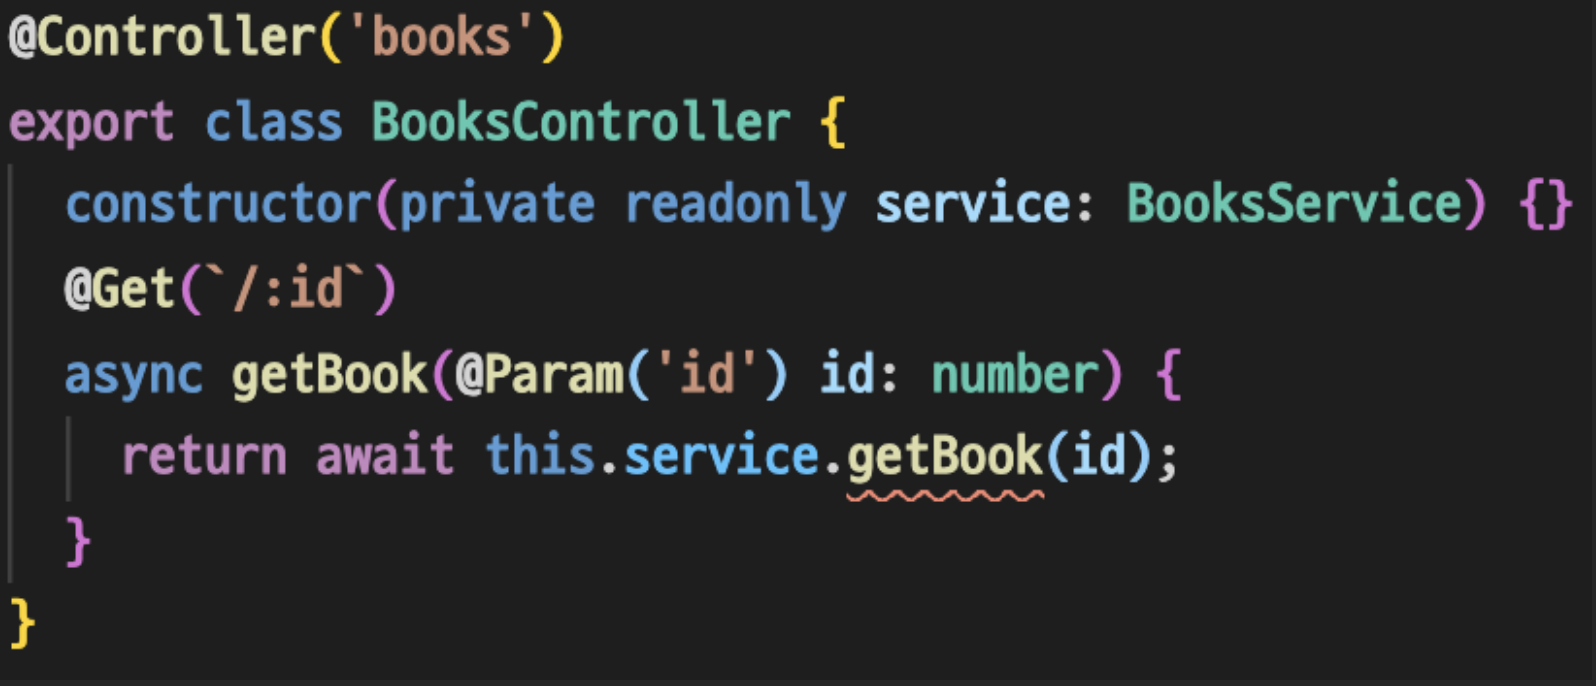 @Controller('books')
export class BooksController {
constructor(private readonly service: BooksService) {}
@Get(`/:id`)
async getBook(@Param('id') id: number) {
return await this.service.getBook(id);
}
}